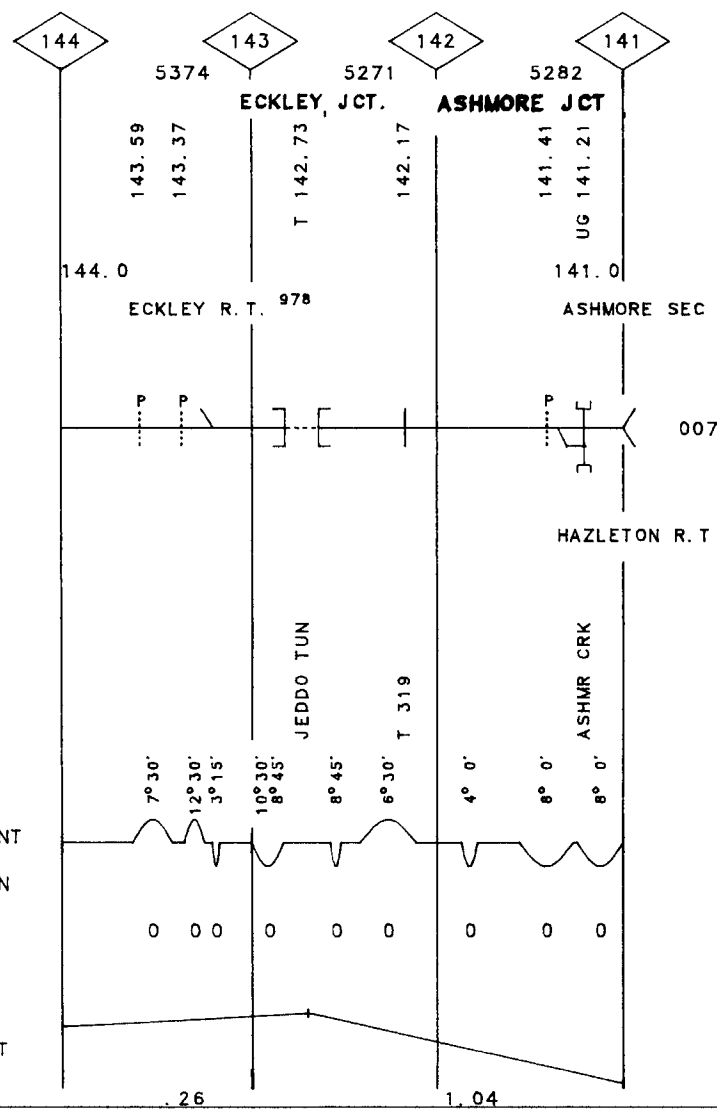 144 143 142 141
5374 5271 5282
ECKLEY JCT. ASHMORE JCT
143.59
143.37
T 142.73
142.17
141.41
UG 141.21
144.0 141.0
ECKLEY R.T. 978 ASHMORE SEC
P P P
007
HAZLETON R.T
JEDDO TUN
T 319
ASHMR CRK
7° 30'
12° 30'
3° 15'
10° 30'
8° 45'
8° 45'
6° 30'
4° 0'
8° 0'
8° 0'
NT
N
0 0 0 0 0 0 0 0 0
T
.26 1.04